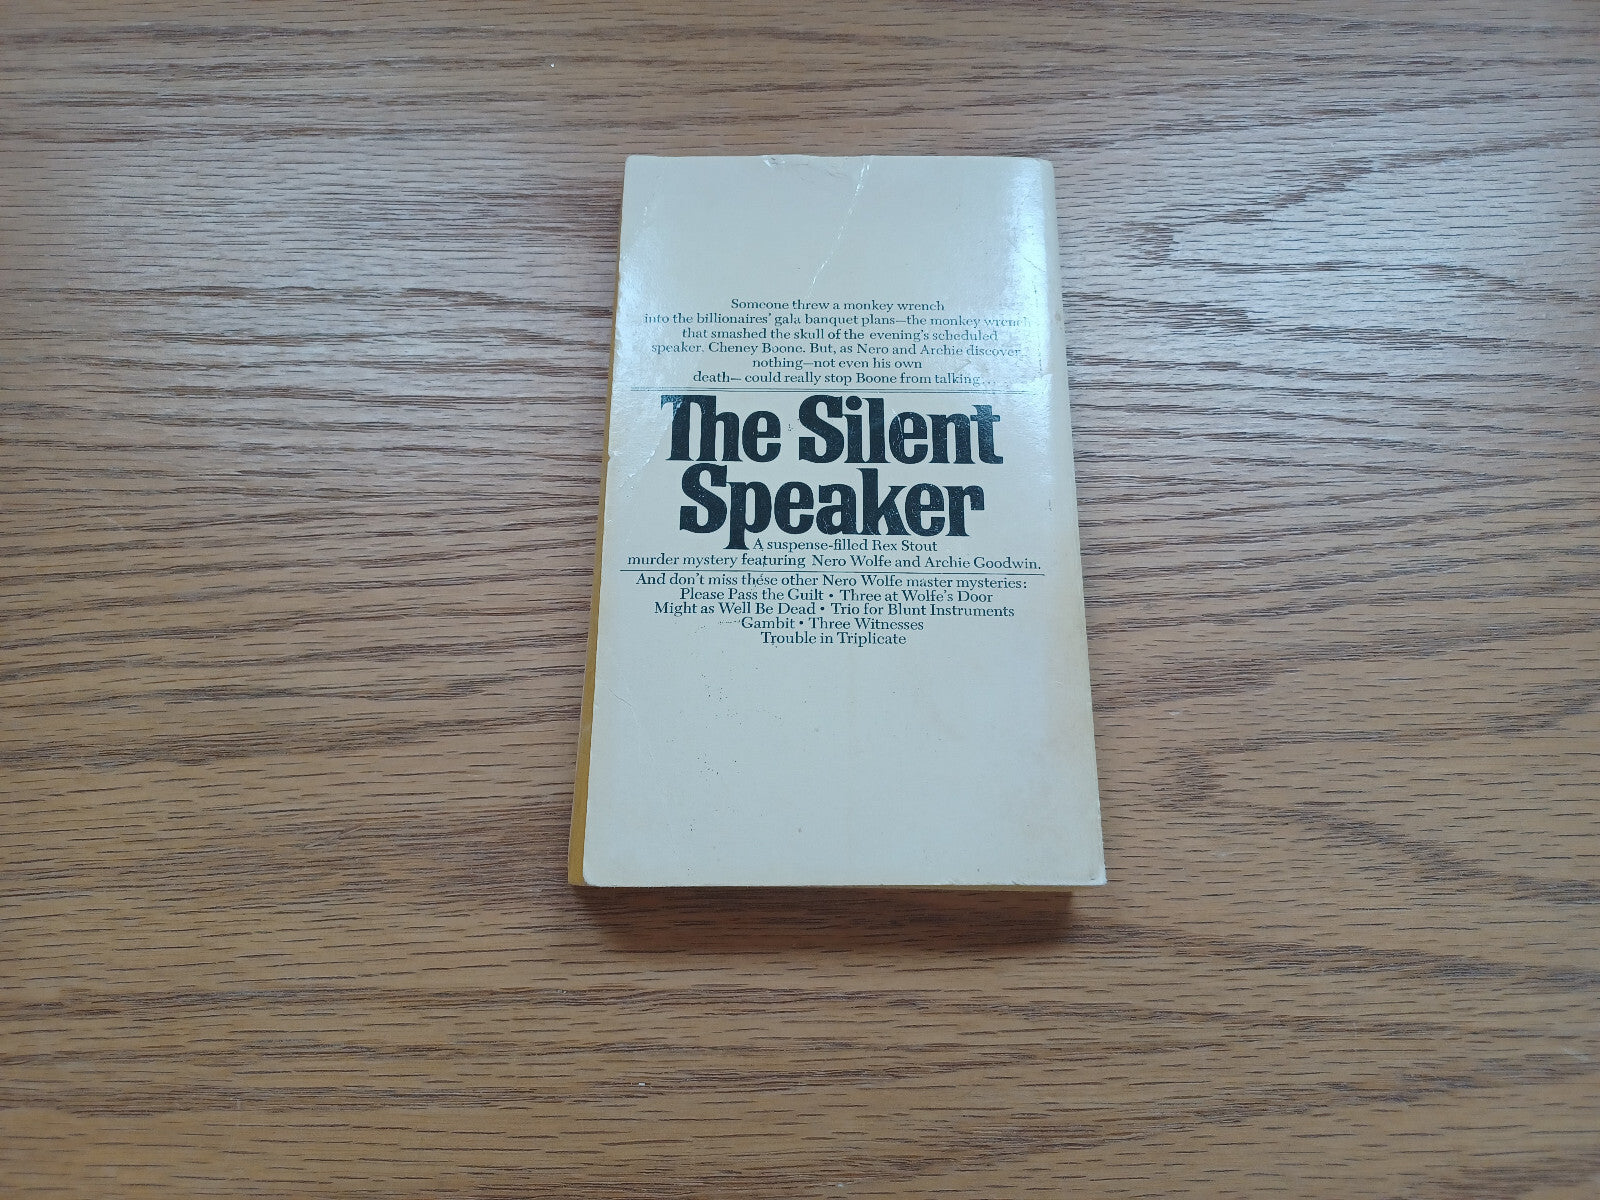 Someone threw a monkey wrench
into the billionaires' gala banquet plans—the monkey wrench
that smashed the skull of the evening's scheduled
speaker, Cheney Boone. But, as Nero and Archie discover,
nothing—not even his own
death—could really stop Boone from talking...
The Silent
Speaker
A suspense-filled Rex Stout
murder mystery featuring Nero Wolfe and Archie Goodwin.
And don't miss these other Nero Wolfe master mysteries:
Please Pass the Guilt • Three at Wolfe's Door
Might as Well Be Dead • Trio for Blunt Instruments
Gambit • Three Witnesses
Trouble in Triplicate